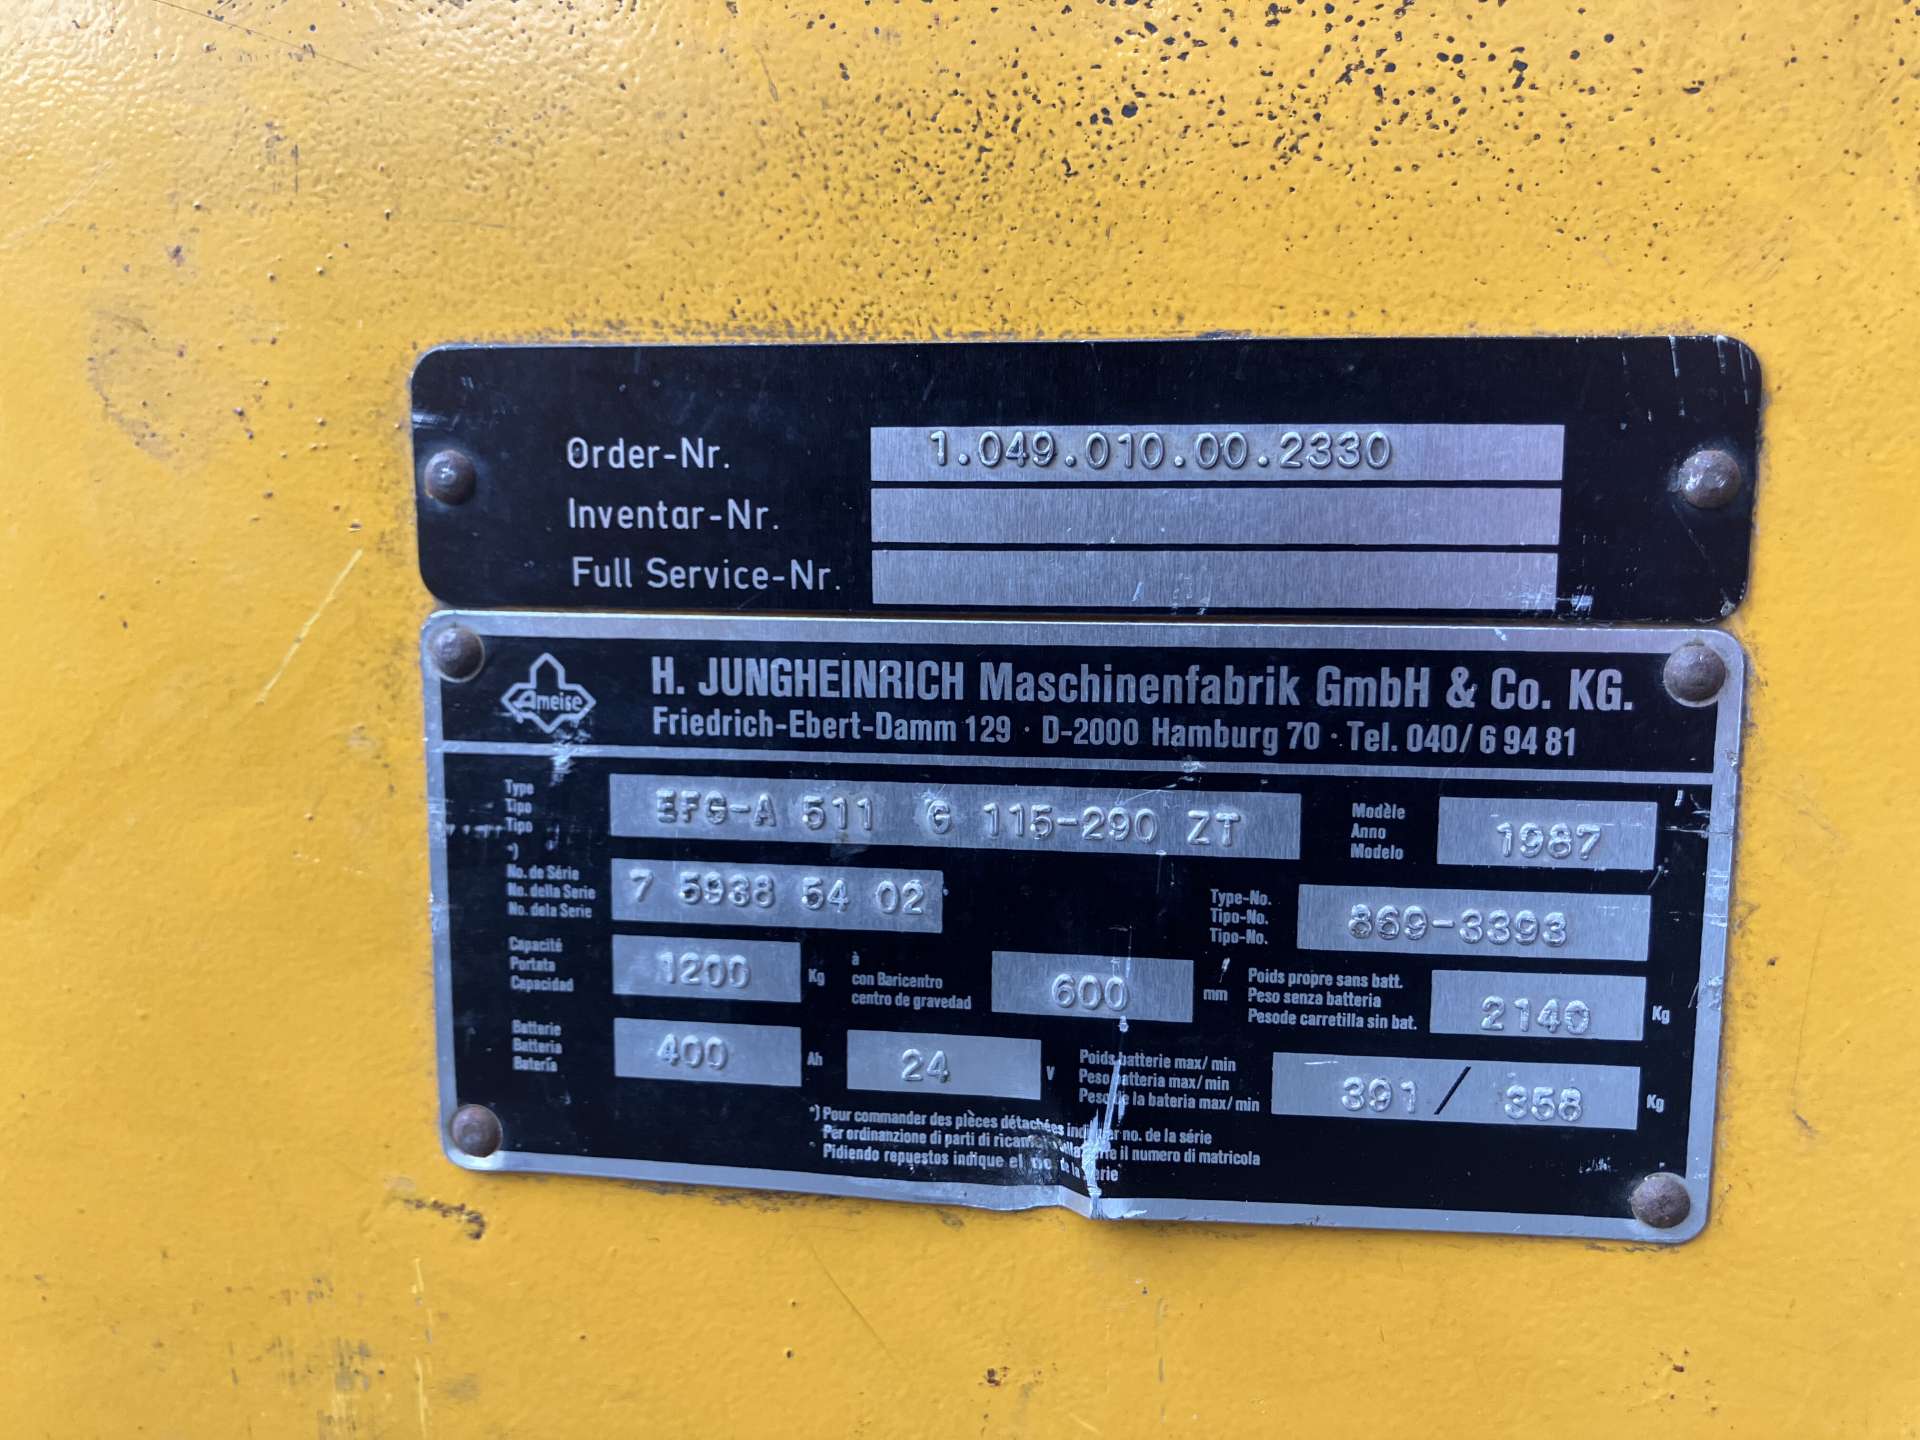 Order-Nr. 1.049.010.00.2330
Inventar-Nr.
Full Service-Nr.
Ameise
H. JUNGHEINRICH Maschinenfabrik GmbH & Co. KG.
Friedrich-Ebert-Damm 129 · D-2000 Hamburg 70 · Tel. 040/ 6 94 81
Type
Tipo
Tipo
EFG-A 511 G 115-290 ZT
Modèle
Anno
Modelo
1987
*)
No. de Série
No. della Serie
No. dela Serie
7 5938 54 02
Type-No.
Tipo-No.
Tipo-No.
869-3393
Capacité
Portata
Capacidad
1200 Kg
à
con Baricentro
centro de gravedad
600 mm
Poids propre sans batt.
Peso senza batteria
Pesode carretilla sin bat.
2140 Kg
Batterie
Batteria
Batería
400 Ah
24 V
Poids batterie max/ min
Peso batteria max/ min
Peso de la bateria max/ min
391 / 358 Kg
*) Pour commander des pièces détachées no. de la série
Per ordinanzione di parti di il numero di matricola
Pidiendo repuestos indique el de la serie